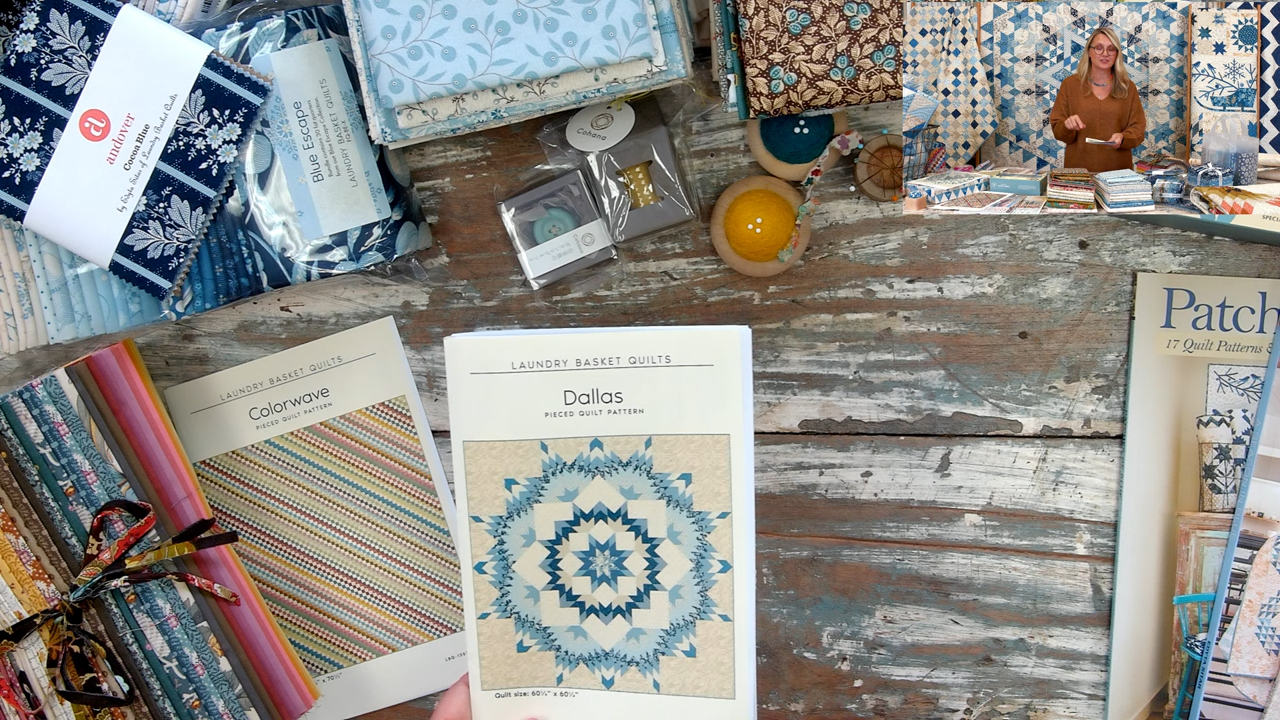 andover
Cocoa Blue
by Edyta Sitar of Laundry Basket Quilts
Blue Escape
LAUNDRY BASKET QUILTS
Cohana
LAUNDRY BASKET QUILTS
Colorwave
PIECED QUILT PATTERN
LAUNDRY BASKET QUILTS
Dallas
PIECED QUILT PATTERN
Quilt size: 60½" x 60½"
Patch
17 Quilt Patterns &
SPEC